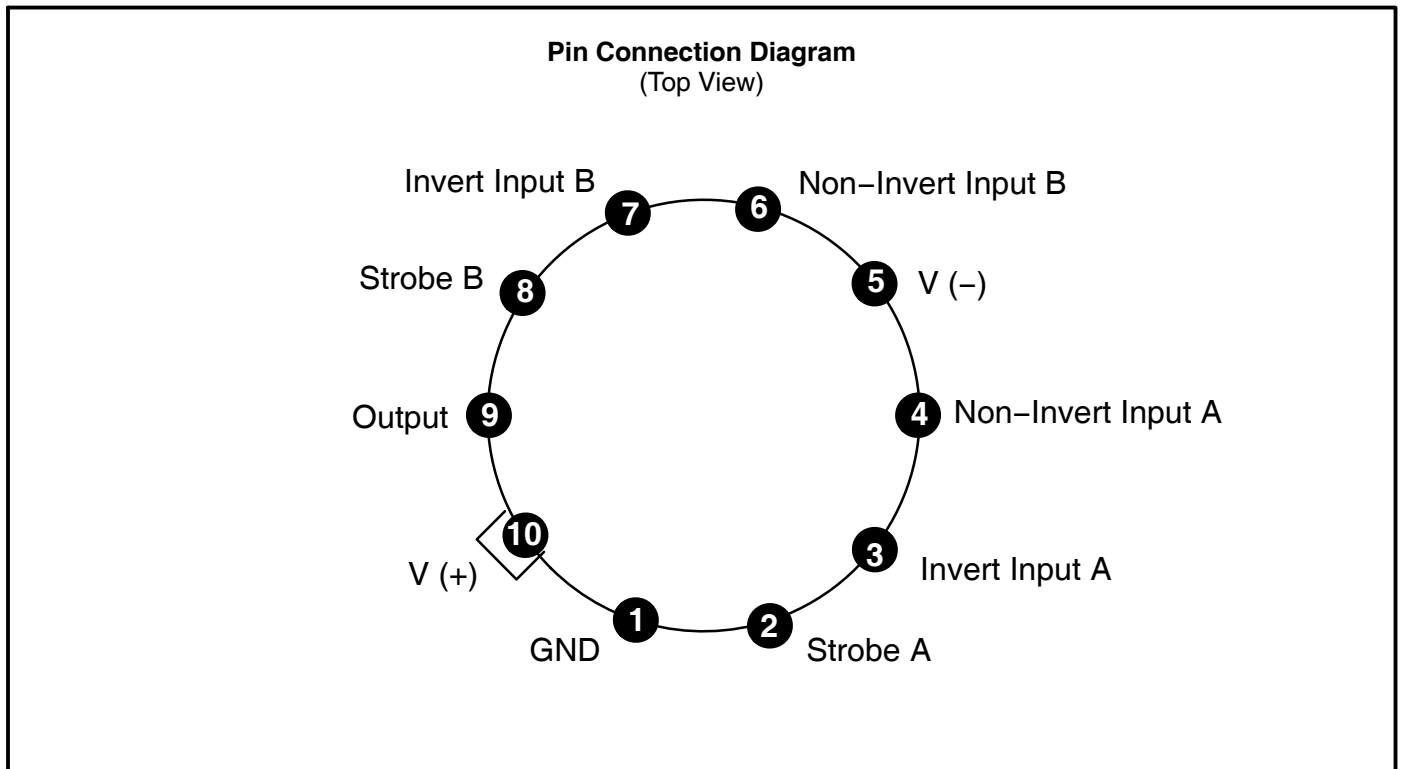 Pin Connection Diagram
(Top View)
Invert Input B
7
6
Non−Invert Input B
Strobe B
8
5
V (−)
Output
9
4
Non−Invert Input A
V (+)
10
3
Invert Input A
GND
1
2
Strobe A